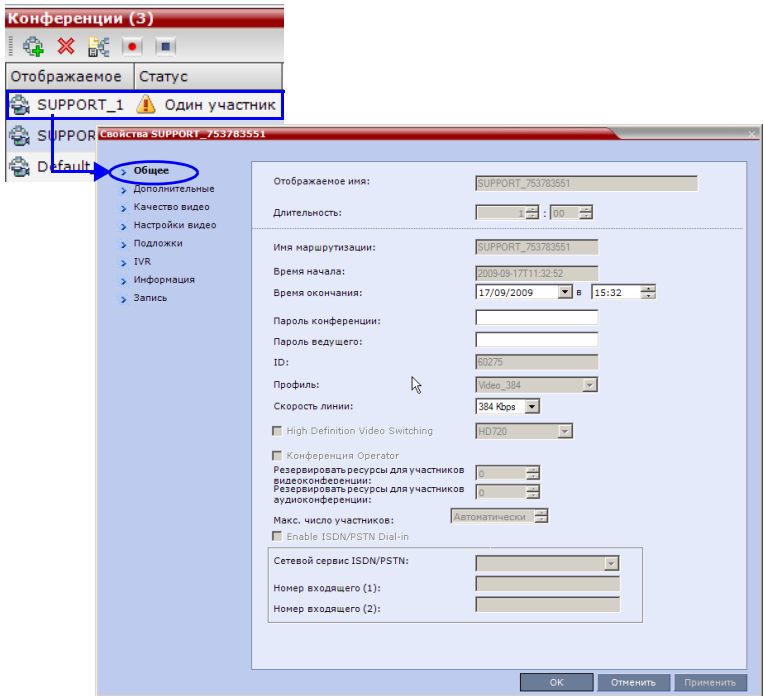 Конференции (3)
Отображаемое Статус
SUPPORT_1 Один участник
SUPPOR
Default_
Свойства SUPPORT_753783551
Общее
Дополнительные
Качество видео
Настройки видео
Подложки
IVR
Информация
Запись
Отображаемое имя: SUPPORT_753783551
Длительность: 1 : 00
Имя маршрутизации: SUPPORT_753783551
Время начала: 2009-09-17T11:32:52
Время окончания: 17/09/2009 в 15:32
Пароль конференции:
Пароль ведущего:
ID: 60275
Профиль: Video_384
Скорость линии: 384 Kbps
High Definition Video Switching HD720
Конференция Operator
Резервировать ресурсы для участников
видеоконференции: 0
Резервировать ресурсы для участников
аудиоконференции: 0
Макс. число участников: Автоматически
Enable ISDN/PSTN Dial-in
Сетевой сервис ISDN/PSTN:
Номер входящего (1):
Номер входящего (2):
OK Отменить Применить